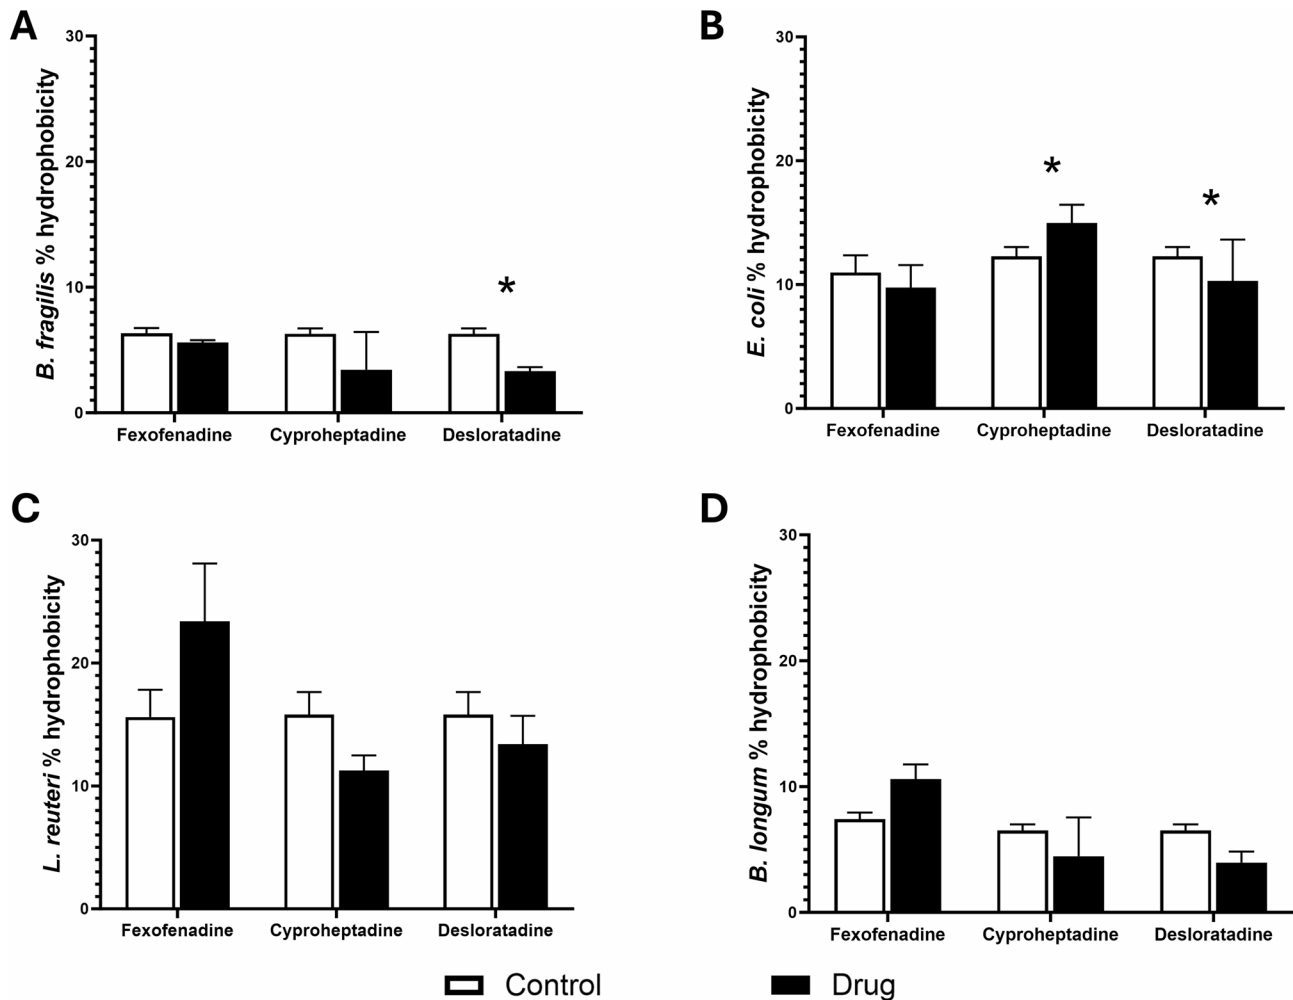 A
B. fragilis % hydrophobicity
30
20
10
0
*
Fexofenadine Cyproheptadine Desloratadine
B
E. coli % hydrophobicity
30
20
10
0
*
*
Fexofenadine Cyproheptadine Desloratadine
C
L. reuteri % hydrophobicity
30
20
10
0
Fexofenadine Cyproheptadine Desloratadine
D
B. longum % hydrophobicity
30
20
10
0
Fexofenadine Cyproheptadine Desloratadine
Control Drug